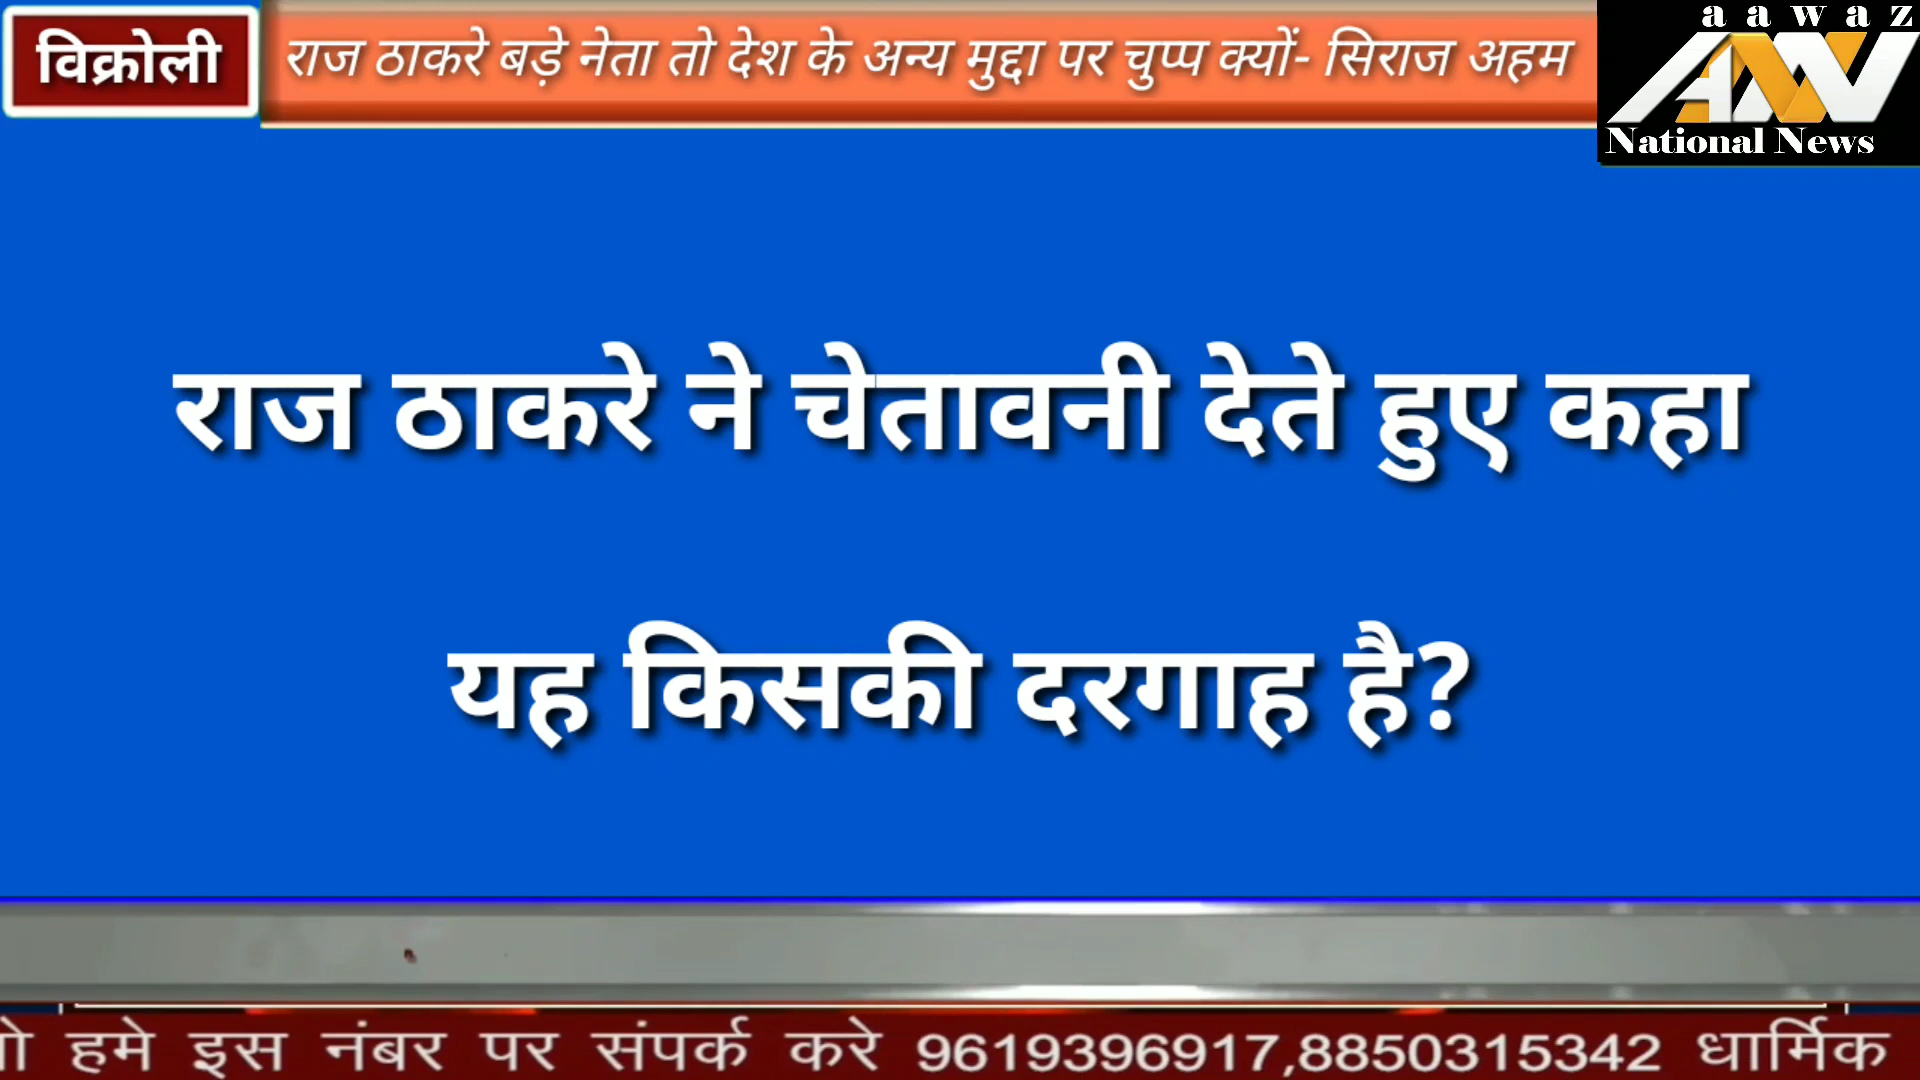 विक्रोली
राज ठाकरे बड़े नेता तो देश के अन्य मुद्दा पर चुप्प क्यों- सिराज अहम
aawaz
AW
National News
राज ठाकरे ने चेतावनी देते हुए कहा
यह किसकी दरगाह है?
हमे इस नंबर पर संपर्क करे 9619396917,8850315342 धार्मिक